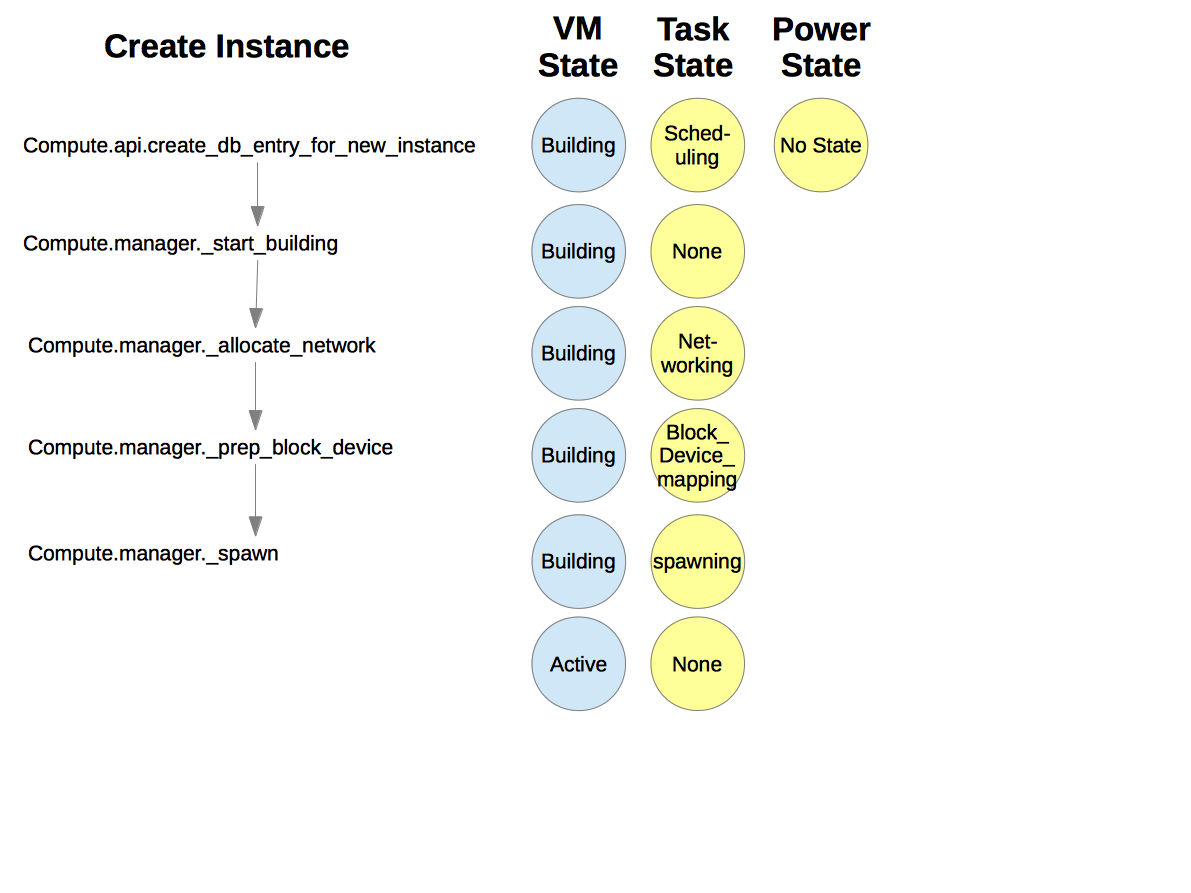 Create Instance
VM
State
Task
State
Power
State
Compute.api.create_db_entry_for_new_instance
Building
Sched-
uling
No State
Compute.manager._start_building
Building
None
Compute.manager._allocate_network
Building
Net-
working
Compute.manager._prep_block_device
Building
Block_
Device_
mapping
Compute.manager._spawn
Building
spawning
Active
None